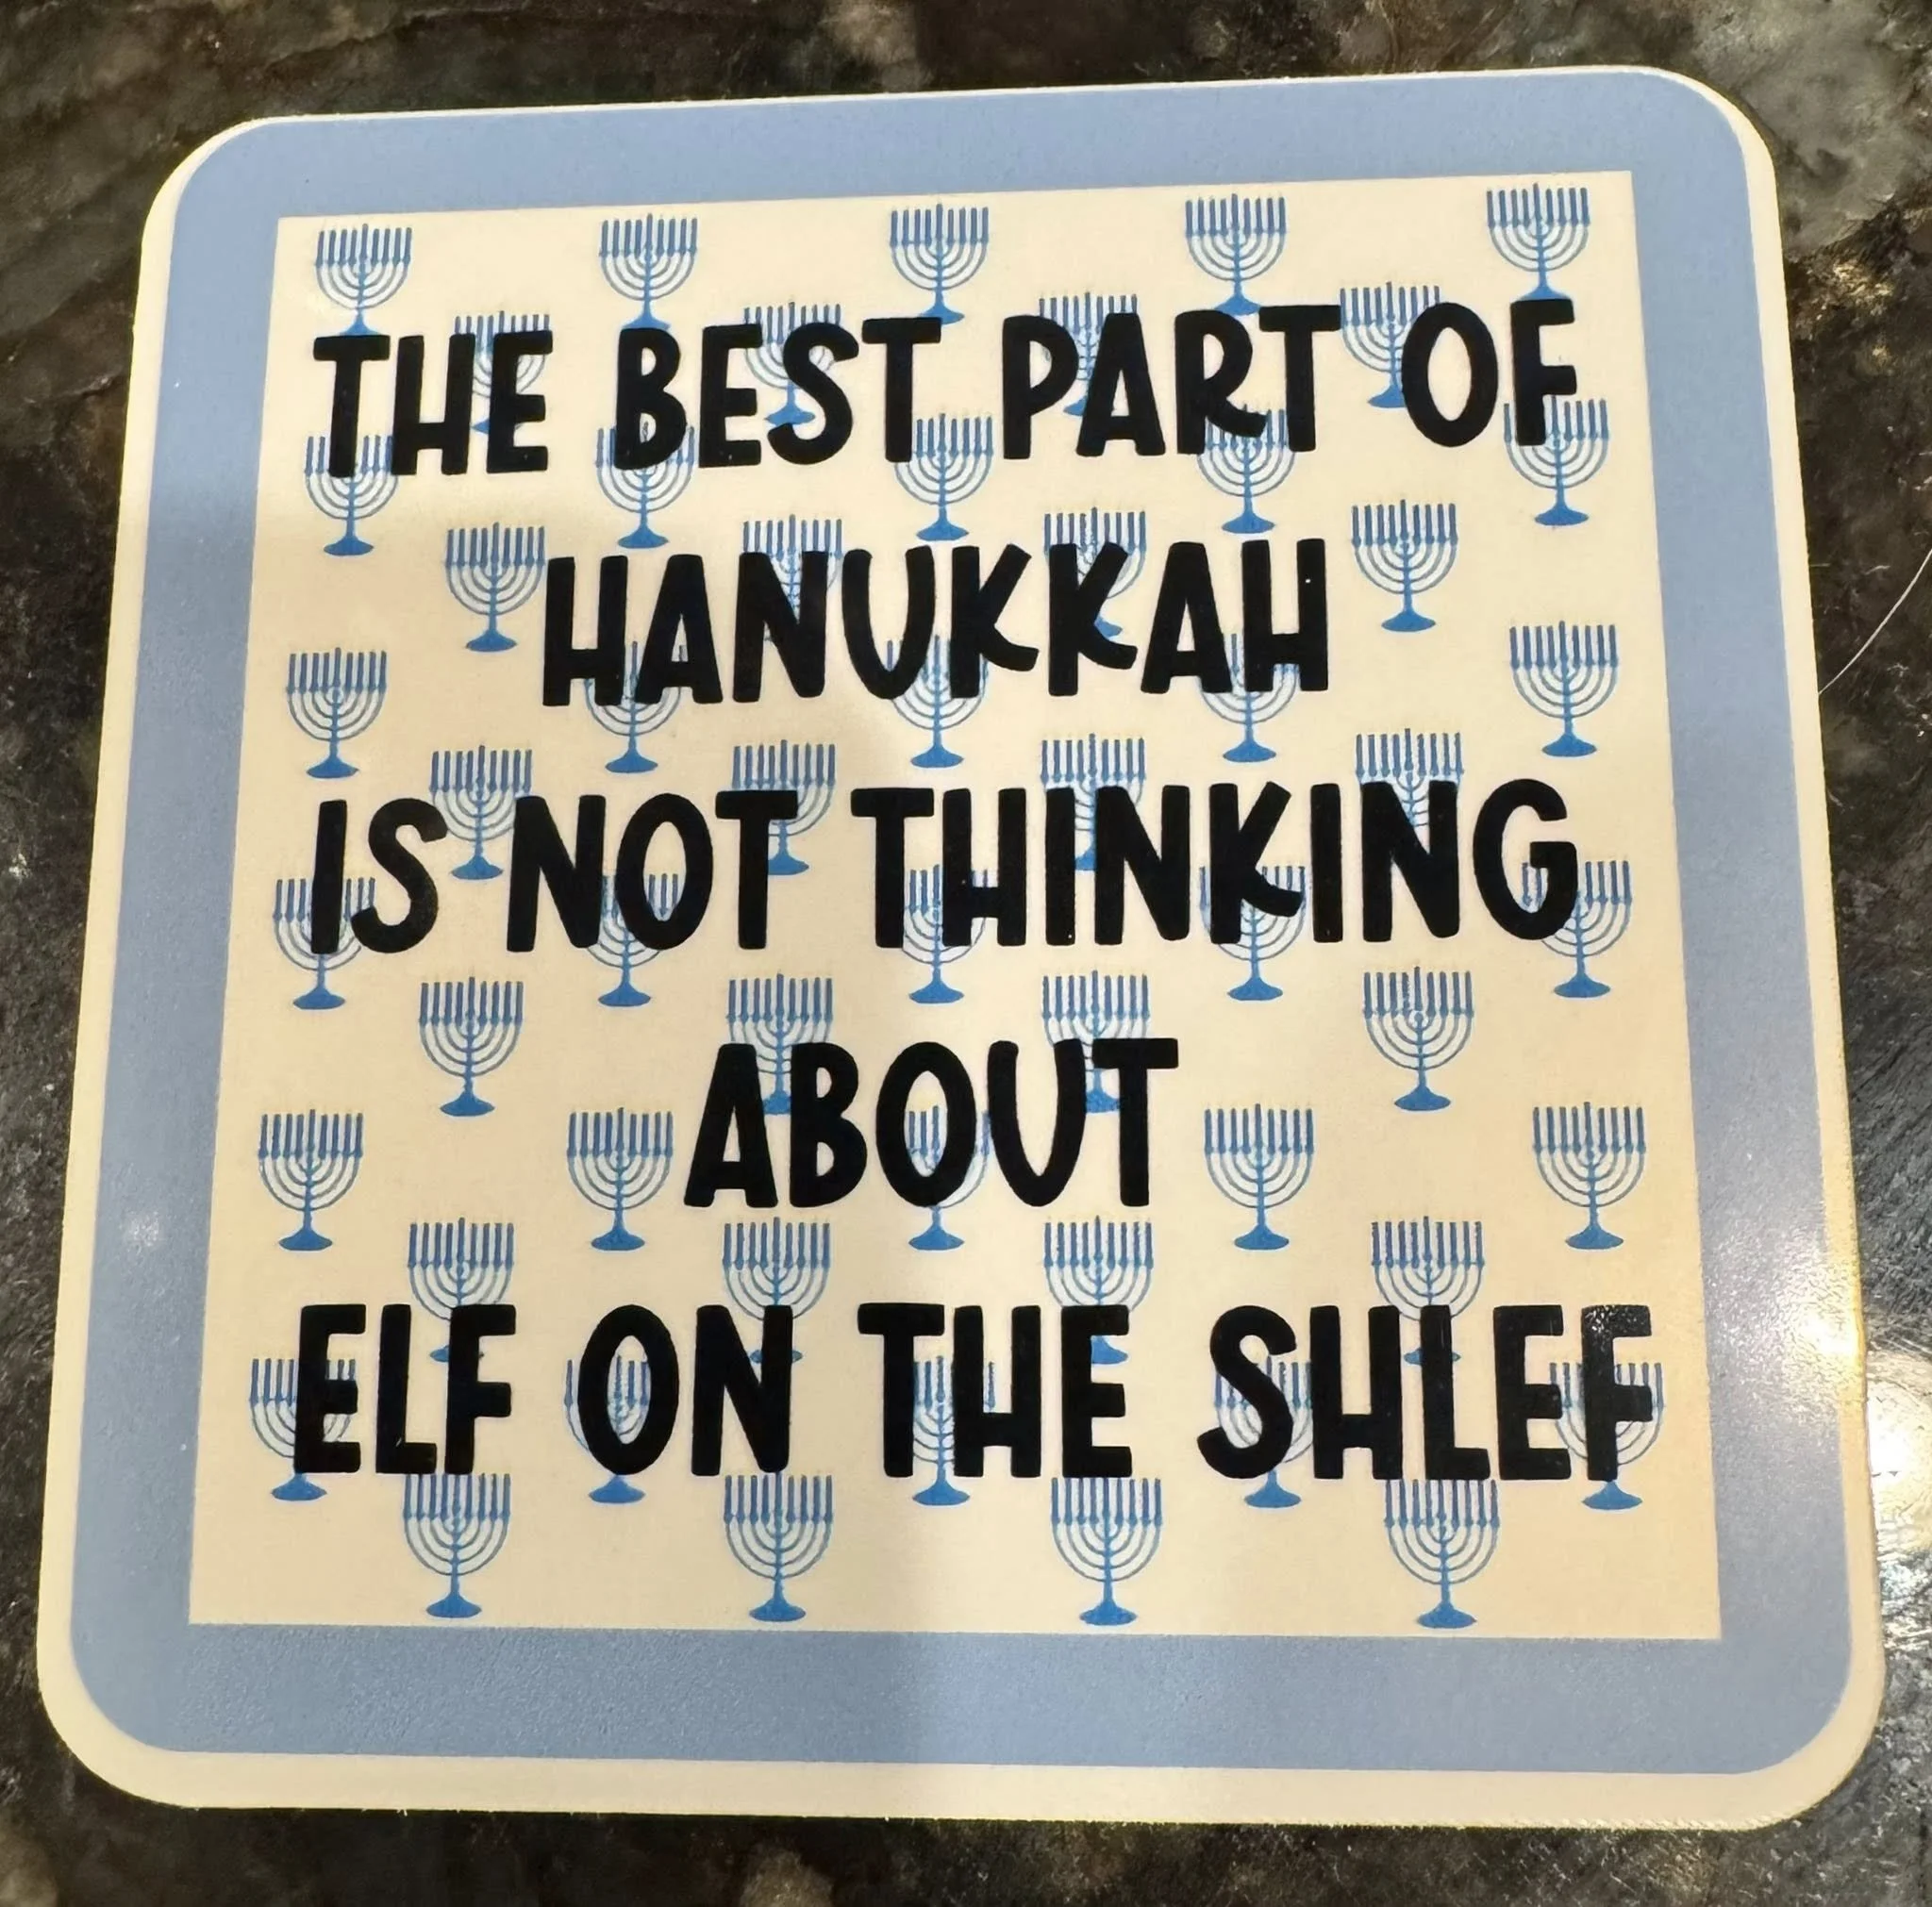 THE BEST PART OF
HANUKKAH
IS NOT THINKING
ABOUT
ELF ON THE SHLEF